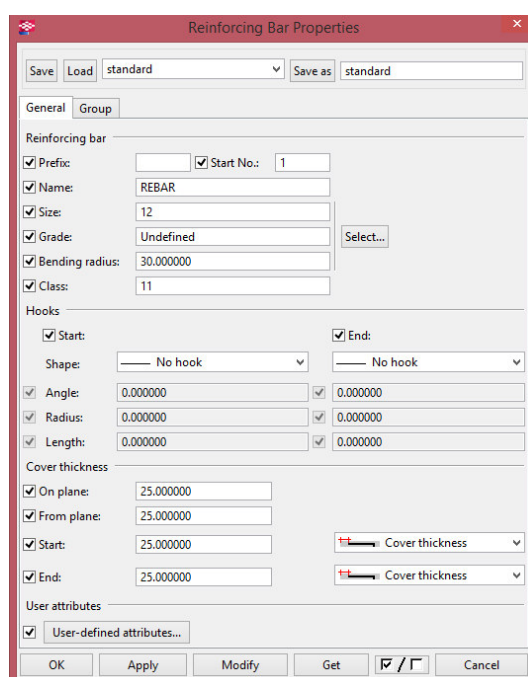 Reinforcing Bar Properties
Save Load standard Save as standard
General Group
Reinforcing bar
Prefix: Start No.: 1
Name: REBAR
Size: 12
Grade: Undefined Select...
Bending radius: 30.000000
Class: 11
Hooks
Start: End:
Shape: No hook No hook
Angle: 0.000000 0.000000
Radius: 0.000000 0.000000
Length: 0.000000 0.000000
Cover thickness
On plane: 25.000000
From plane: 25.000000
Start: 25.000000 Cover thickness
End: 25.000000 Cover thickness
User attributes
User-defined attributes...
OK Apply Modify Get / Cancel